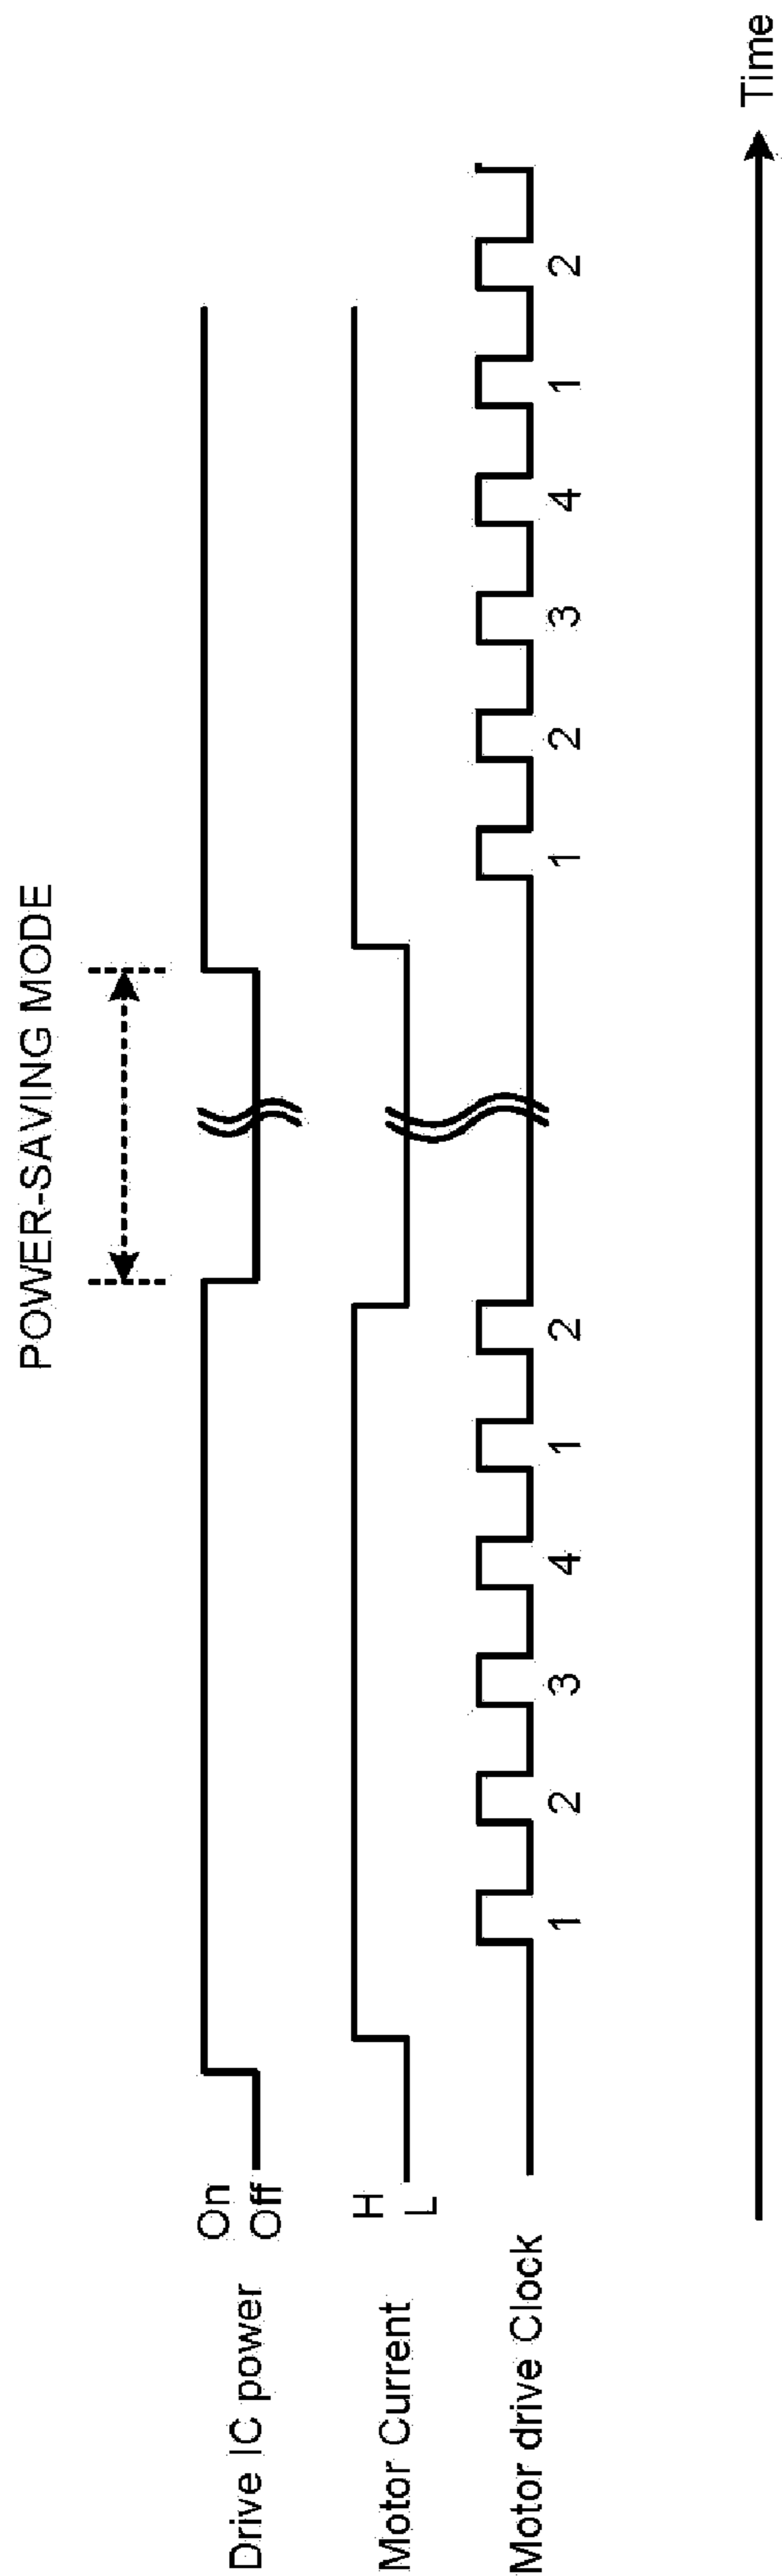 POWER-SAVING MODE
Drive IC power
On
Off
Motor Current
H
L
Motor drive Clock
1 2 3 4 1 2 1 2 3 4 1 2
Time